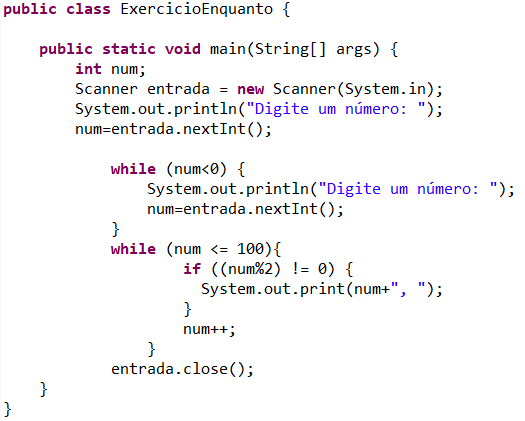 public class ExercicioEnquanto {
public static void main(String[] args) {
int num;
Scanner entrada = new Scanner(System.in);
System.out.println("Digite um número: ");
num=entrada.nextInt();
while (num<0) {
System.out.println("Digite um número: ");
num=entrada.nextInt();
}
while (num <= 100){
if ((num%2) != 0) {
System.out.print(num+", ");
}
num++;
}
entrada.close();
}
}